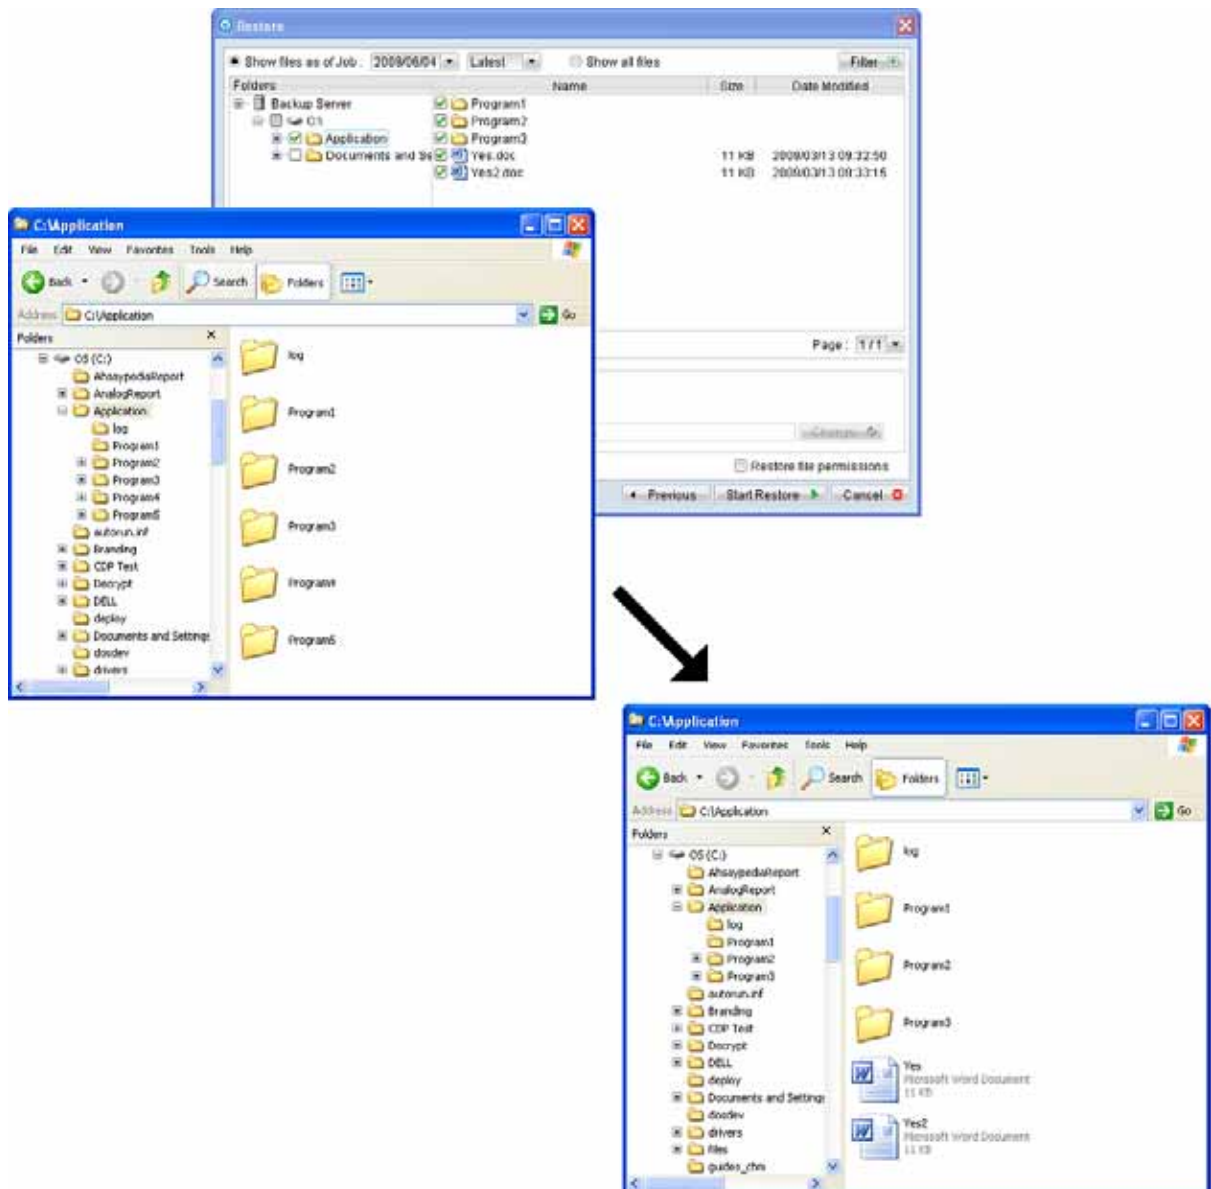 Restore
Show files as of Job : 2009/06/04 Latest Show all files Filter
Folders Name Size Date Modified
Backup Server Program1
C:\ Program2
Application Program3
Documents and Se Yes.doc 11 KB 2009/03/13 09:32:50
Yes2.doc 11 KB 2009/03/13 09:33:15
Page : 1 / 1
Change
Restore file permissions
Previous Start Restore Cancel
C:\Application
File Edit View Favorites Tools Help
Back Search Folders
Address C:\Application Go
Folders
OS (C:)
AhsaypediaReport
AnalogReport
Application
log
Program1
Program2
Program3
Program4
Program5
autorun.inf
Branding
CDP Test
Decrypt
DELL
deploy
Documents and Settings
dosdev
drivers
log
Program1
Program2
Program3
Program4
Program5
C:\Application
File Edit View Favorites Tools Help
Back Search Folders
Address C:\Application Go
Folders
OS (C:)
AhsaypediaReport
AnalogReport
Application
log
Program1
Program2
Program3
autorun.inf
Branding
CDP Test
Decrypt
DELL
deploy
Documents and Settings
dosdev
drivers
files
guides_chm
log
Program1
Program2
Program3
Yes
Microsoft Word Document
11 KB
Yes2
Microsoft Word Document
11 KB